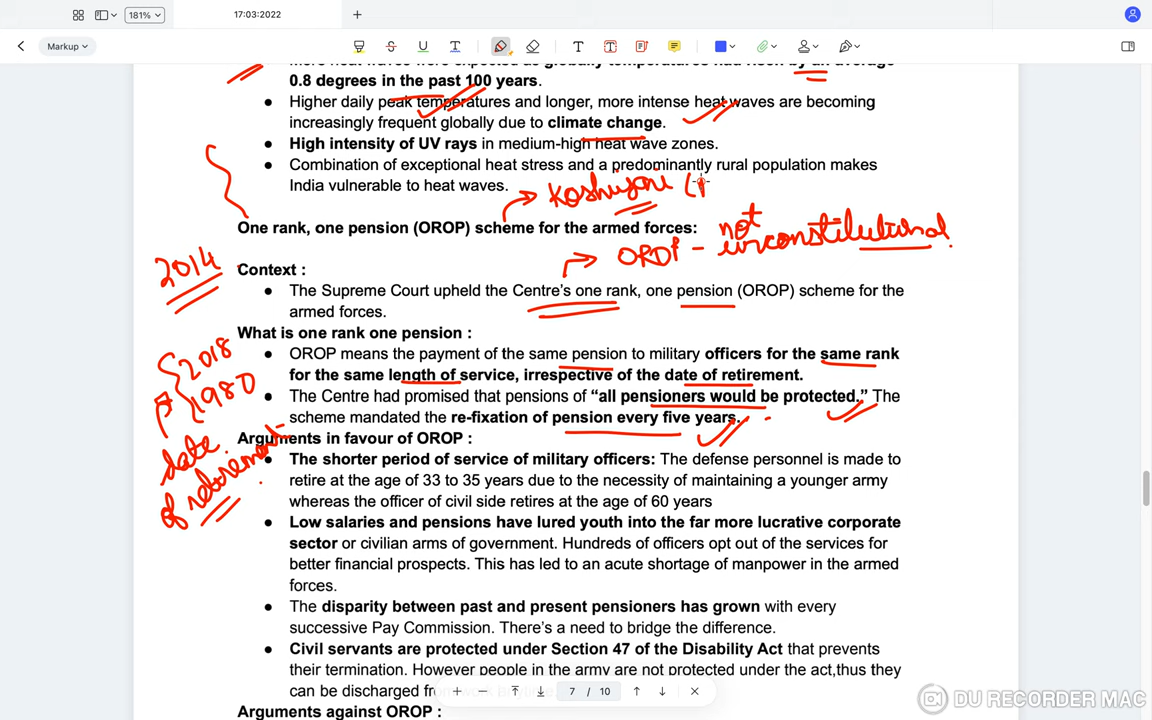 181%
17:03:2022
Markup
More heat waves were expected as globally temperatures had risen by an average
0.8 degrees in the past 100 years.
● Higher daily peak temperatures and longer, more intense heat waves are becoming
increasingly frequent globally due to climate change.
● High intensity of UV rays in medium-high heat wave zones.
● Combination of exceptional heat stress and a predominantly rural population makes
India vulnerable to heat waves.
Koshiyari (
One rank, one pension (OROP) scheme for the armed forces:
not
OROP - unconstitutional.
2014
Context :
● The Supreme Court upheld the Centre's one rank, one pension (OROP) scheme for the
armed forces.
What is one rank one pension :
2018
● OROP means the payment of the same pension to military officers for the same rank
for the same length of service, irrespective of the date of retirement.
1980
● The Centre had promised that pensions of “all pensioners would be protected.” The
scheme mandated the re-fixation of pension every five years.
Arguments in favour of OROP :
date
of retirement
● The shorter period of service of military officers: The defense personnel is made to
retire at the age of 33 to 35 years due to the necessity of maintaining a younger army
whereas the officer of civil side retires at the age of 60 years
● Low salaries and pensions have lured youth into the far more lucrative corporate
sector or civilian arms of government. Hundreds of officers opt out of the services for
better financial prospects. This has led to an acute shortage of manpower in the armed
forces.
● The disparity between past and present pensioners has grown with every
successive Pay Commission. There's a need to bridge the difference.
● Civil servants are protected under Section 47 of the Disability Act that prevents
their termination. However people in the army are not protected under the act,thus they
can be discharged
7 / 10
Arguments against OROP :
DU RECORDER MAC